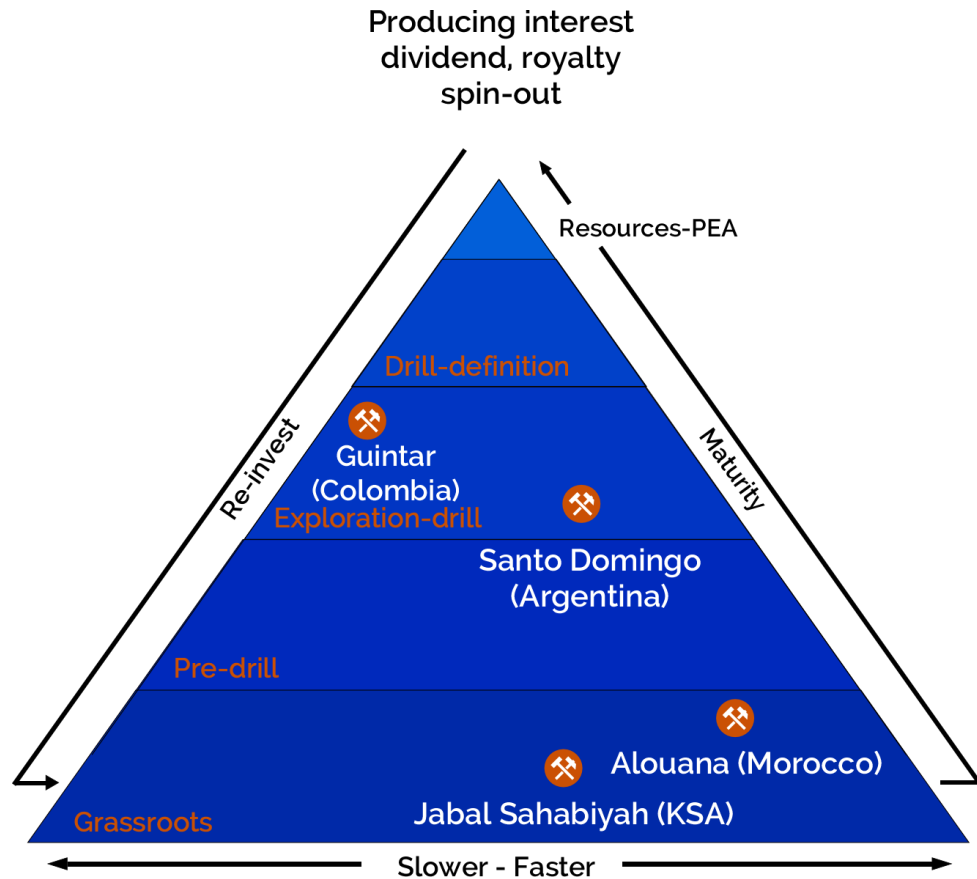 Producing interest
dividend, royalty
spin-out
Resources-PEA
Drill-definition
Re-invest
Maturity
Guintar
(Colombia)
Exploration-drill
Santo Domingo
(Argentina)
Pre-drill
Alouana (Morocco)
Jabal Sahabiyah (KSA)
Grassroots
Slower - Faster